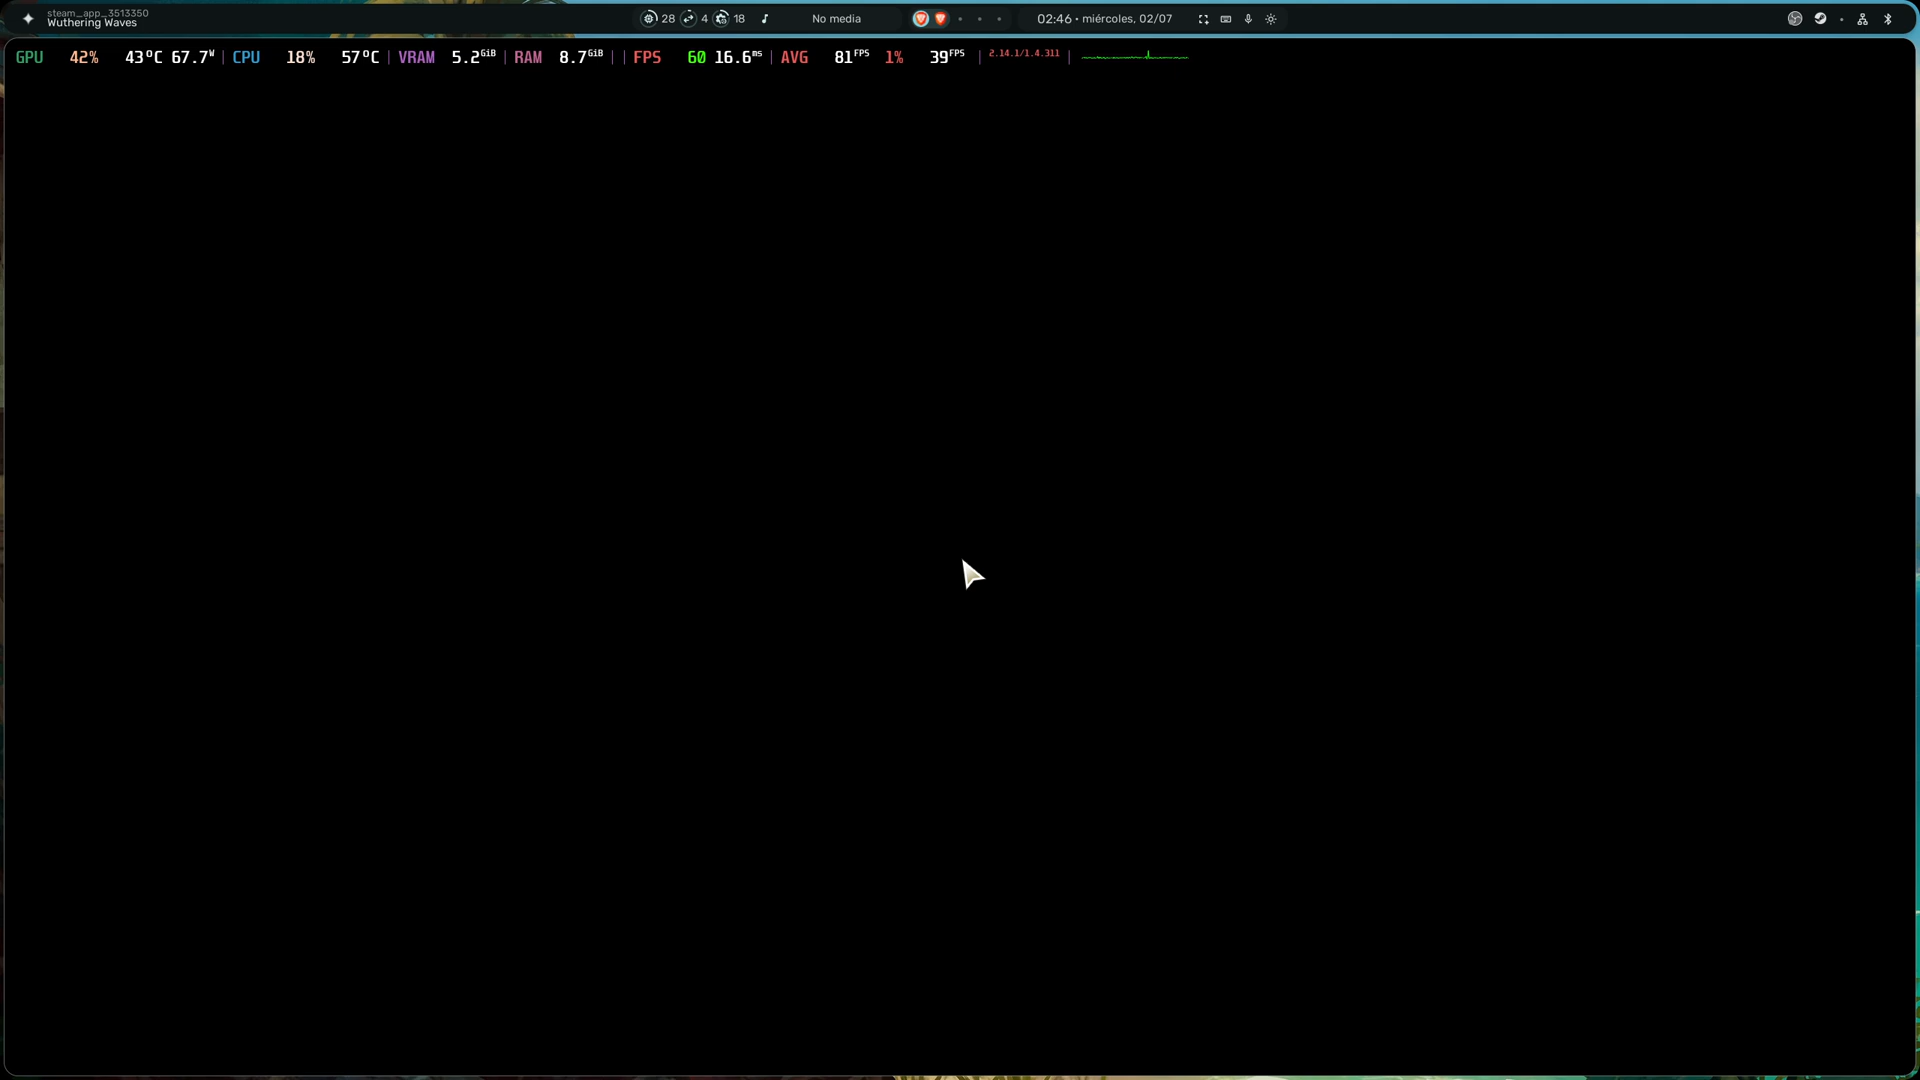 steam_app_3513350
Wuthering Waves
28 4 18 No media 02:46 • miércoles, 02/07
GPU 42% 43°C 67.7W | CPU 18% 57°C | VRAM 5.2GiB | RAM 8.7GiB | | FPS 60 16.6ms | AVG 81FPS 1% 39FPS | 2.14.1/1.4.311 |